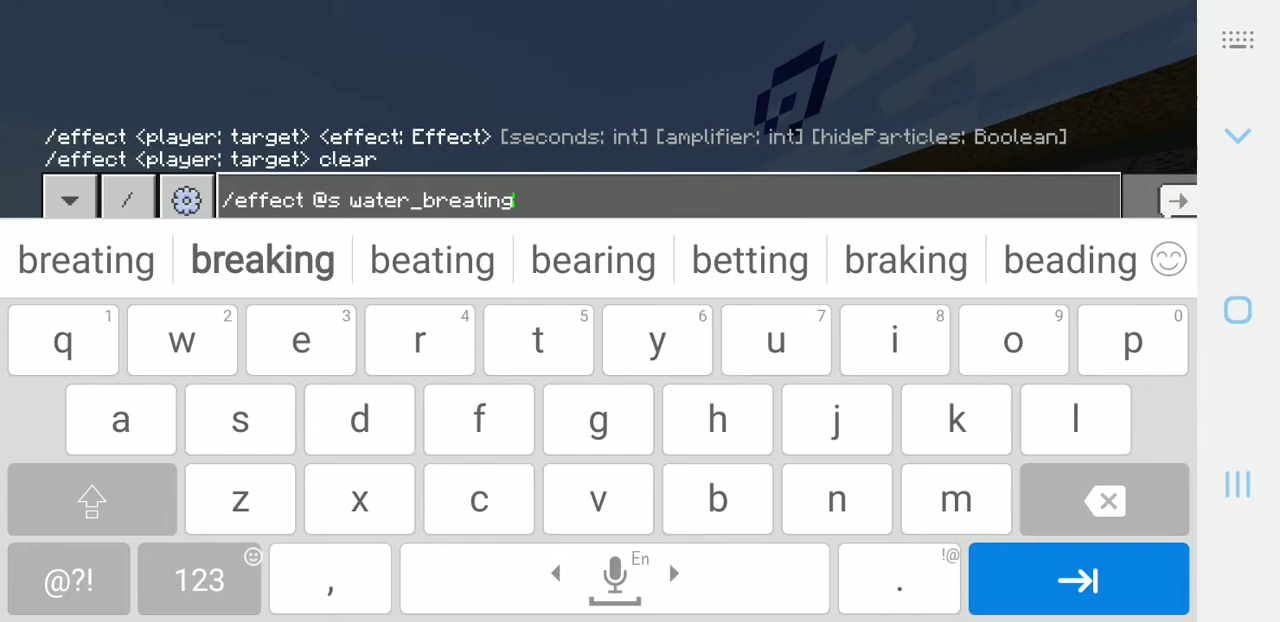 /effect <player: target> <effect: Effect> [seconds: int] [amplifier: int] [hideParticles: Boolean]
/effect <player: target> clear
/ /effect @s water_breating
breating breaking beating bearing betting braking beading
1 2 3 4 5 6 7 8 9 0
q w e r t y u i o p
a s d f g h j k l
z x c v b n m
@?! 123 , En . !@